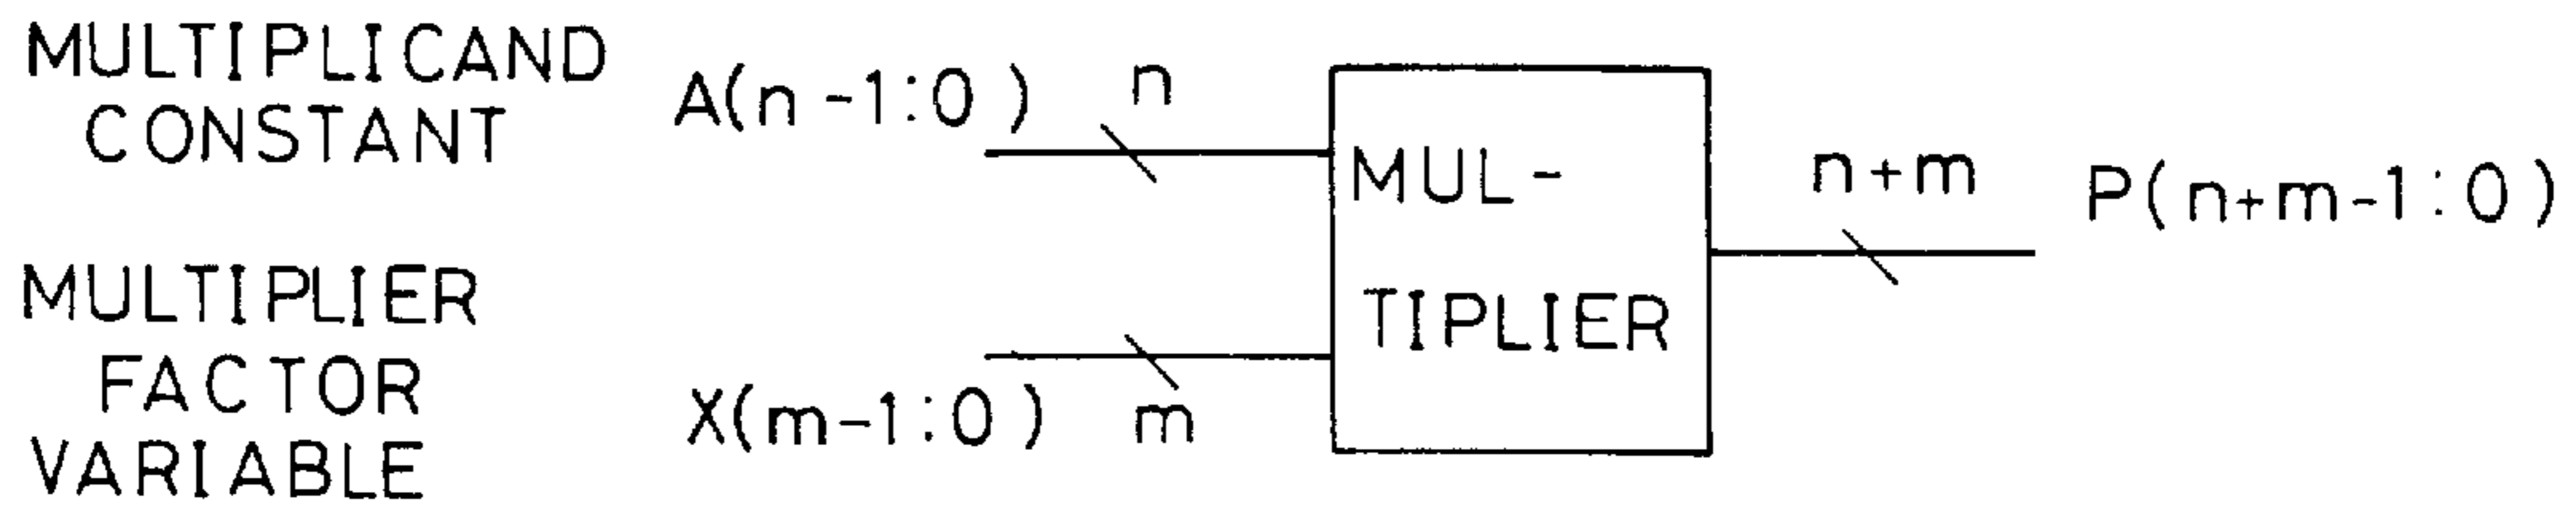 MULTIPLICAND
CONSTANT
A(n-1:0)
n
MULTIPLIER
FACTOR
VARIABLE
X(m-1:0)
m
MUL-
TIPLIER
n+m
P(n+m-1:0)